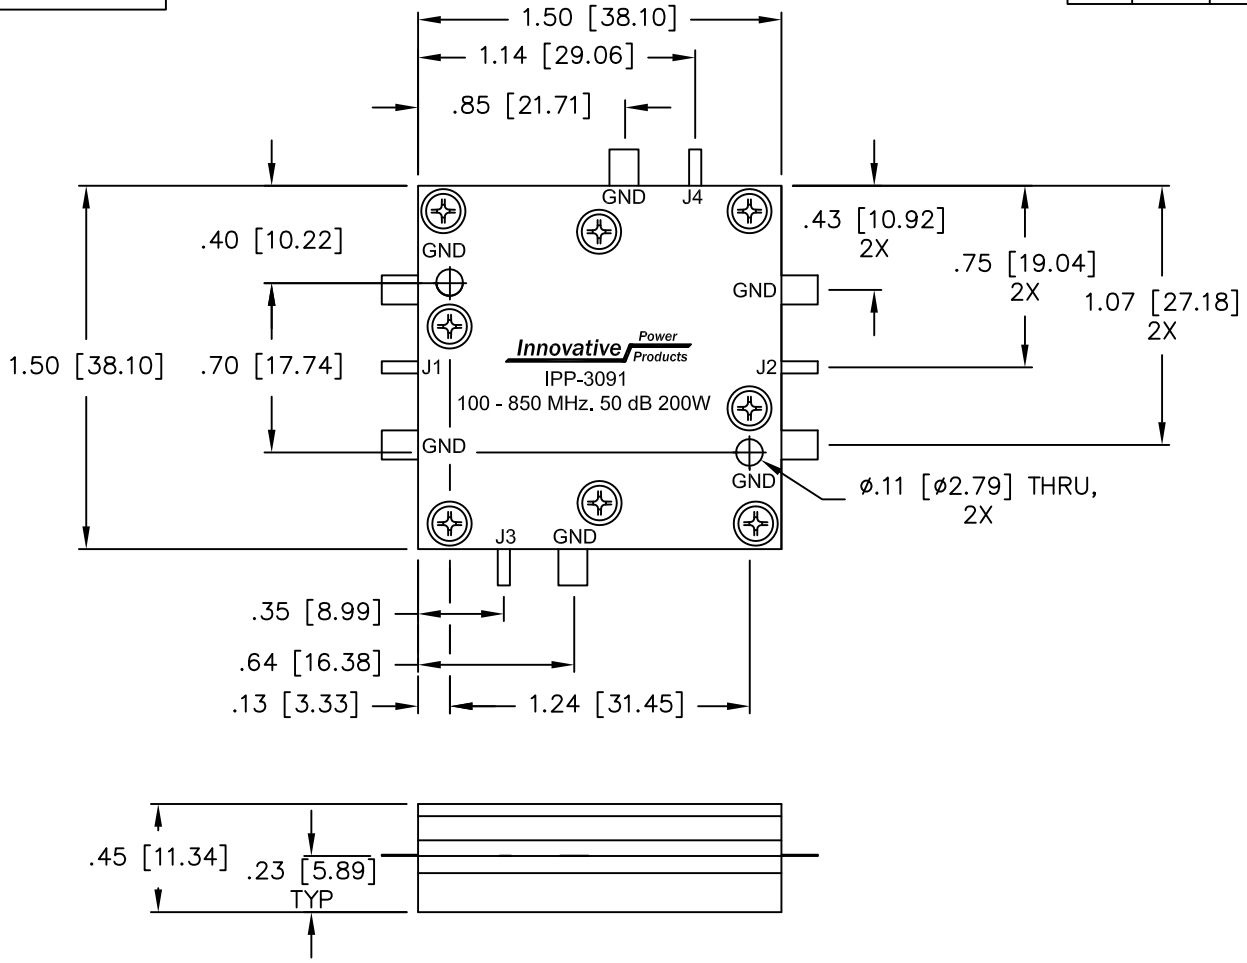 1.50 [38.10]
1.14 [29.06]
.85 [21.71]
GND J4
.40 [10.22]
GND
.43 [10.92]
2X
.75 [19.04]
2X
1.07 [27.18]
2X
GND
1.50 [38.10]
.70 [17.74]
J1
Innovative Power Products
J2
IPP-3091
100 - 850 MHz. 50 dB 200W
GND
GND
ø.11 [ø2.79] THRU,
2X
J3 GND
.35 [8.99]
.64 [16.38]
.13 [3.33]
1.24 [31.45]
.45 [11.34]
.23 [5.89]
TYP